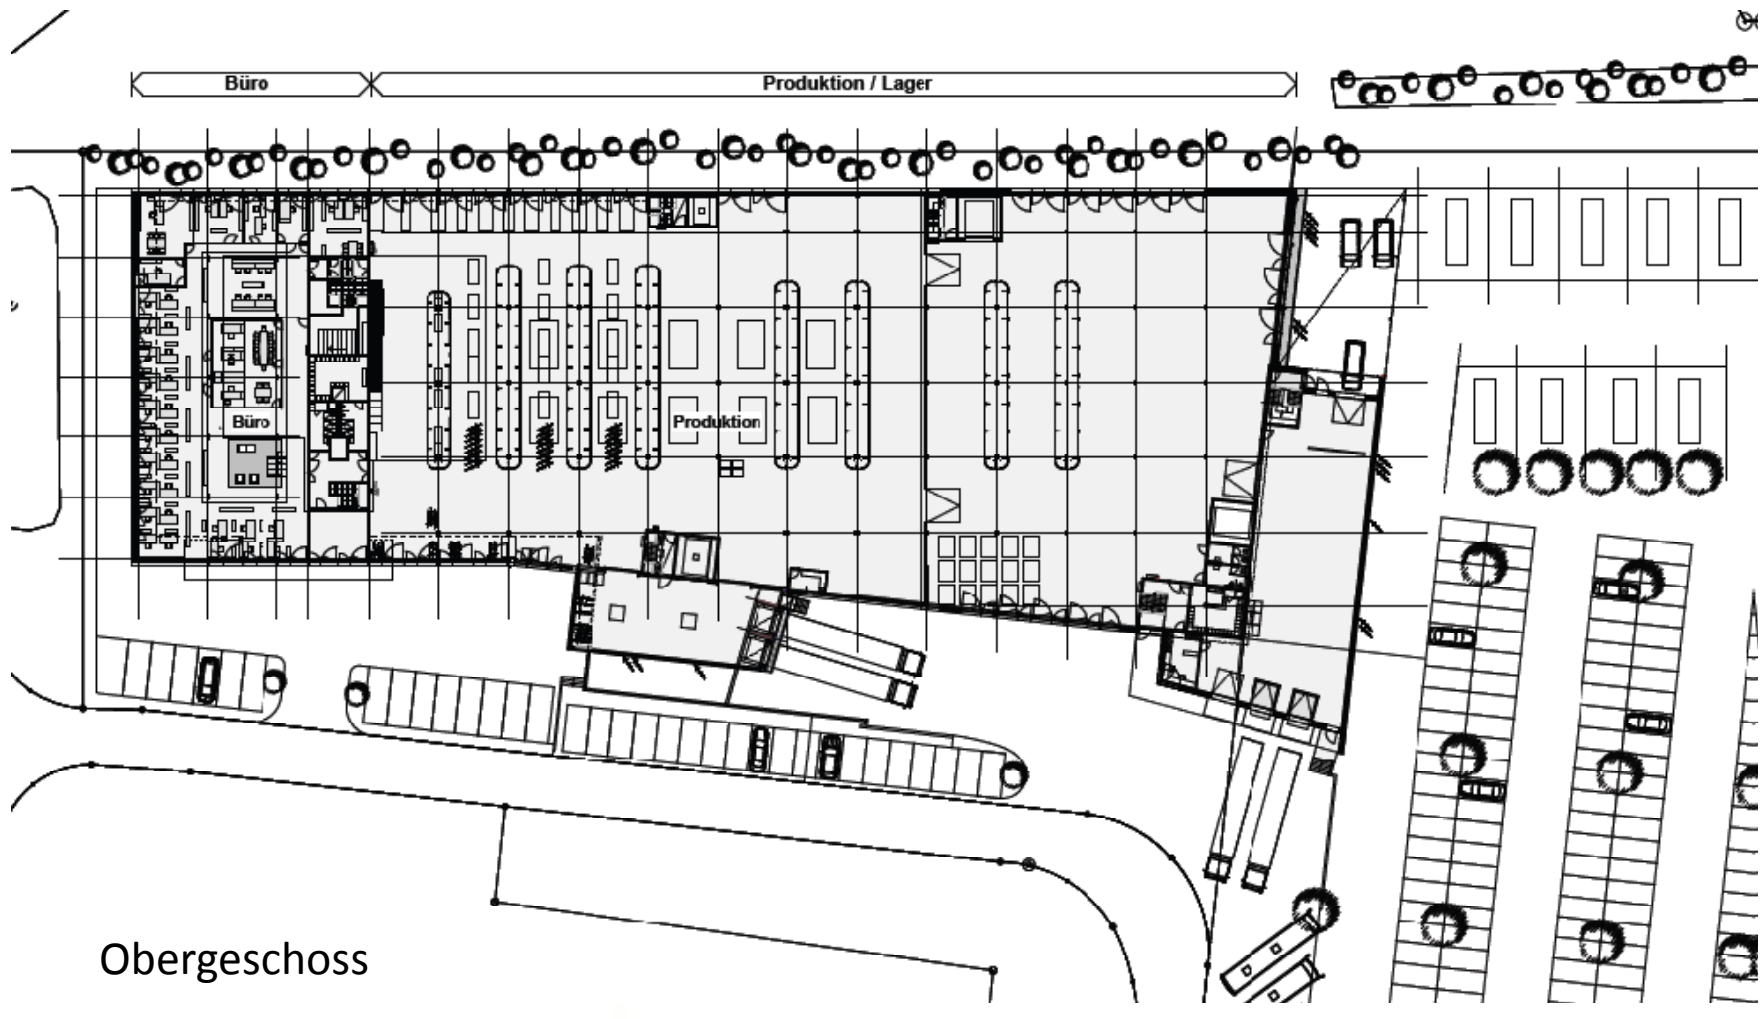 Büro
Produktion / Lager
Büro
Produktion
Obergeschoss